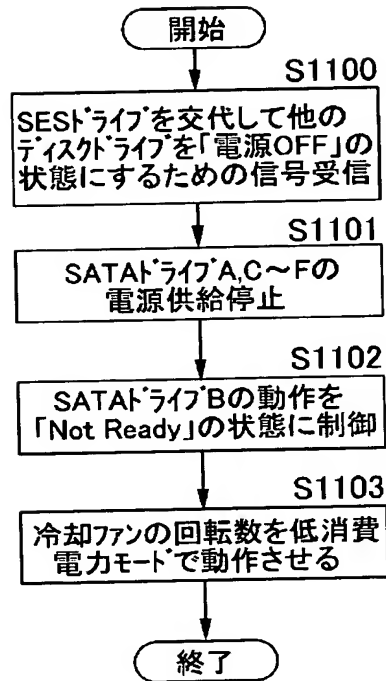 開始
S1100
SESドライブを交代して他の
ディスクドライブを「電源OFF」の
状態にするための信号受信
S1101
SATAドライブA,C～Fの
電源供給停止
S1102
SATAドライブBの動作を
「Not Ready」の状態に制御
S1103
冷却ファンの回転数を低消費
電力モードで動作させる
終了